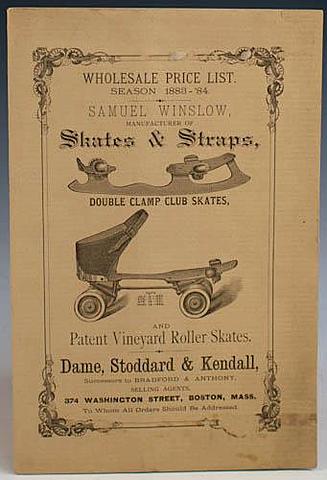 WHOLESALE PRICE LIST.
SEASON 1883-'84.
SAMUEL WINSLOW,
MANUFACTURER OF
Skates & Straps,
DOUBLE CLAMP CLUB SKATES,
AND
Patent Vineyard Roller Skates.
Dame, Stoddard & Kendall,
Successors to BRADFORD & ANTHONY,
SELLING AGENTS,
374 WASHINGTON STREET, BOSTON, MASS.
To Whom All Orders Should Be Addressed.